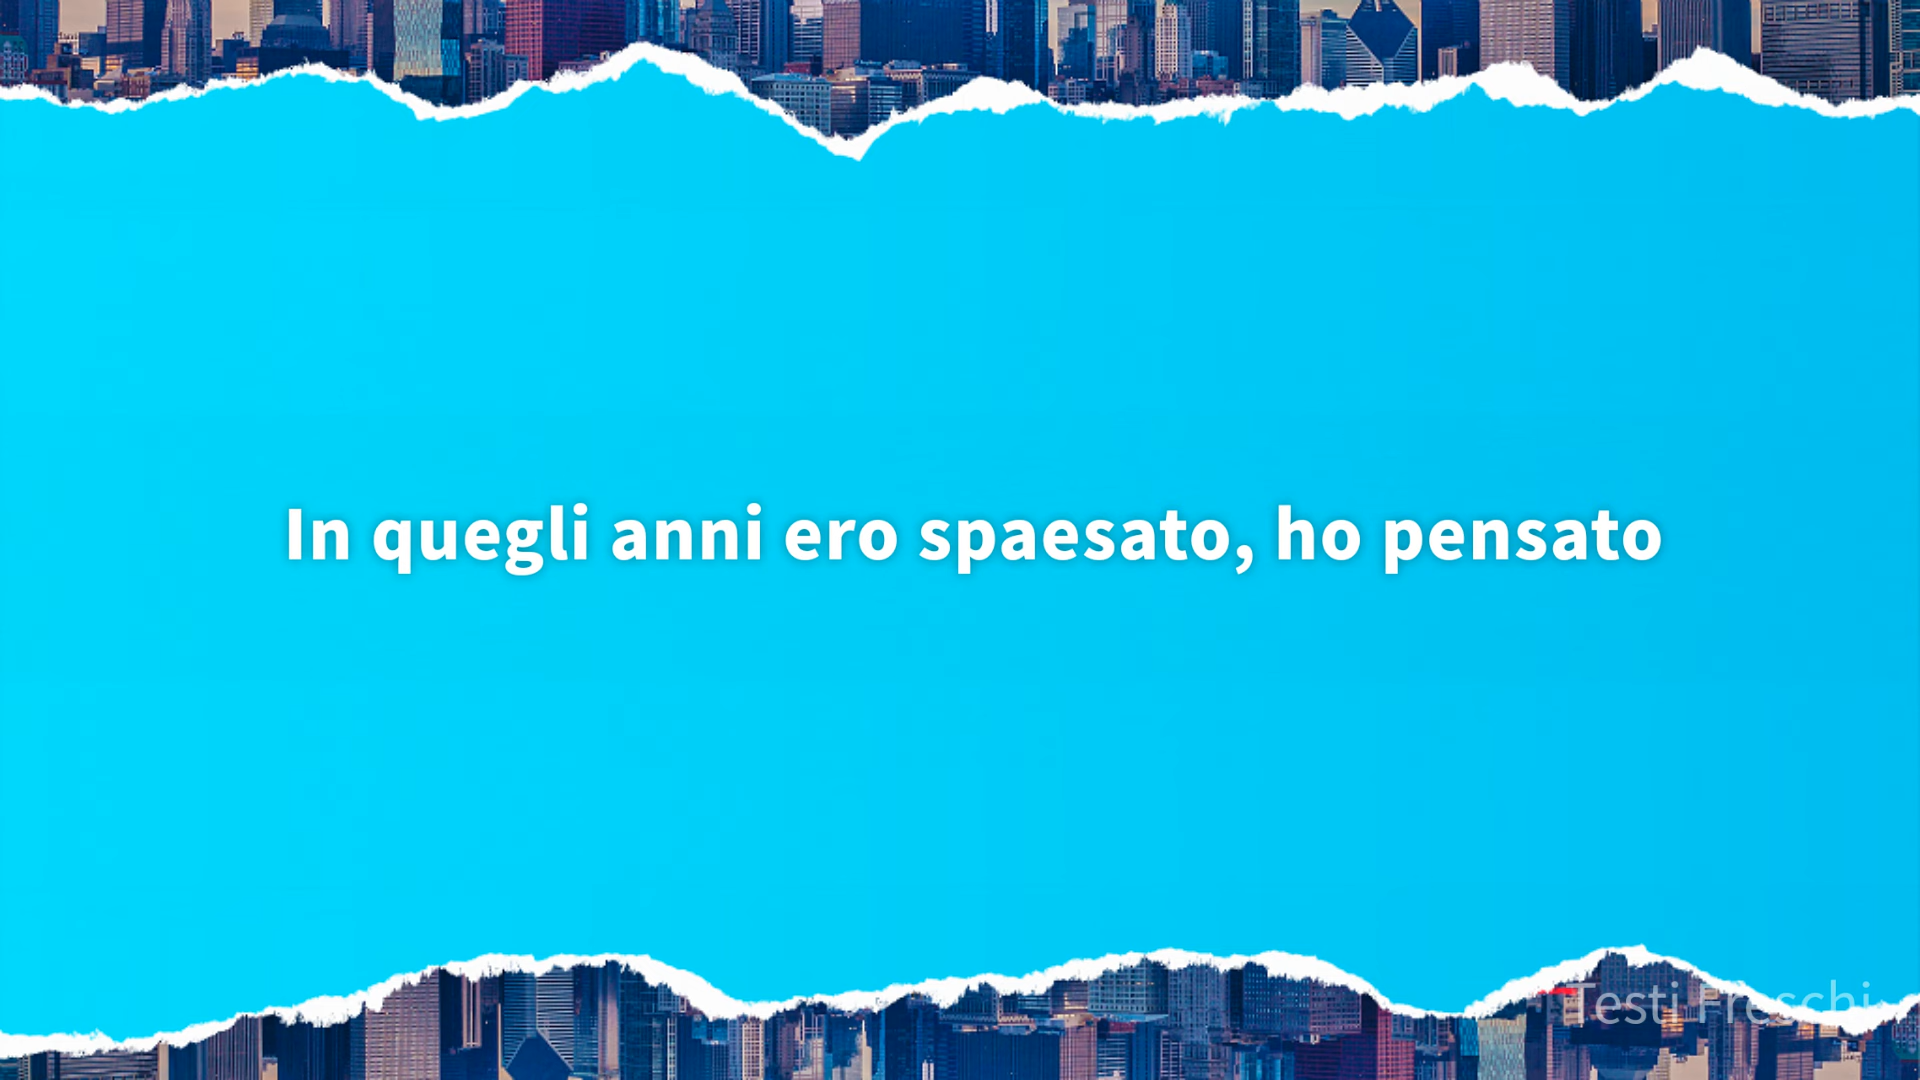 In quegli anni ero spaesato, ho pensato
Testi Freschi